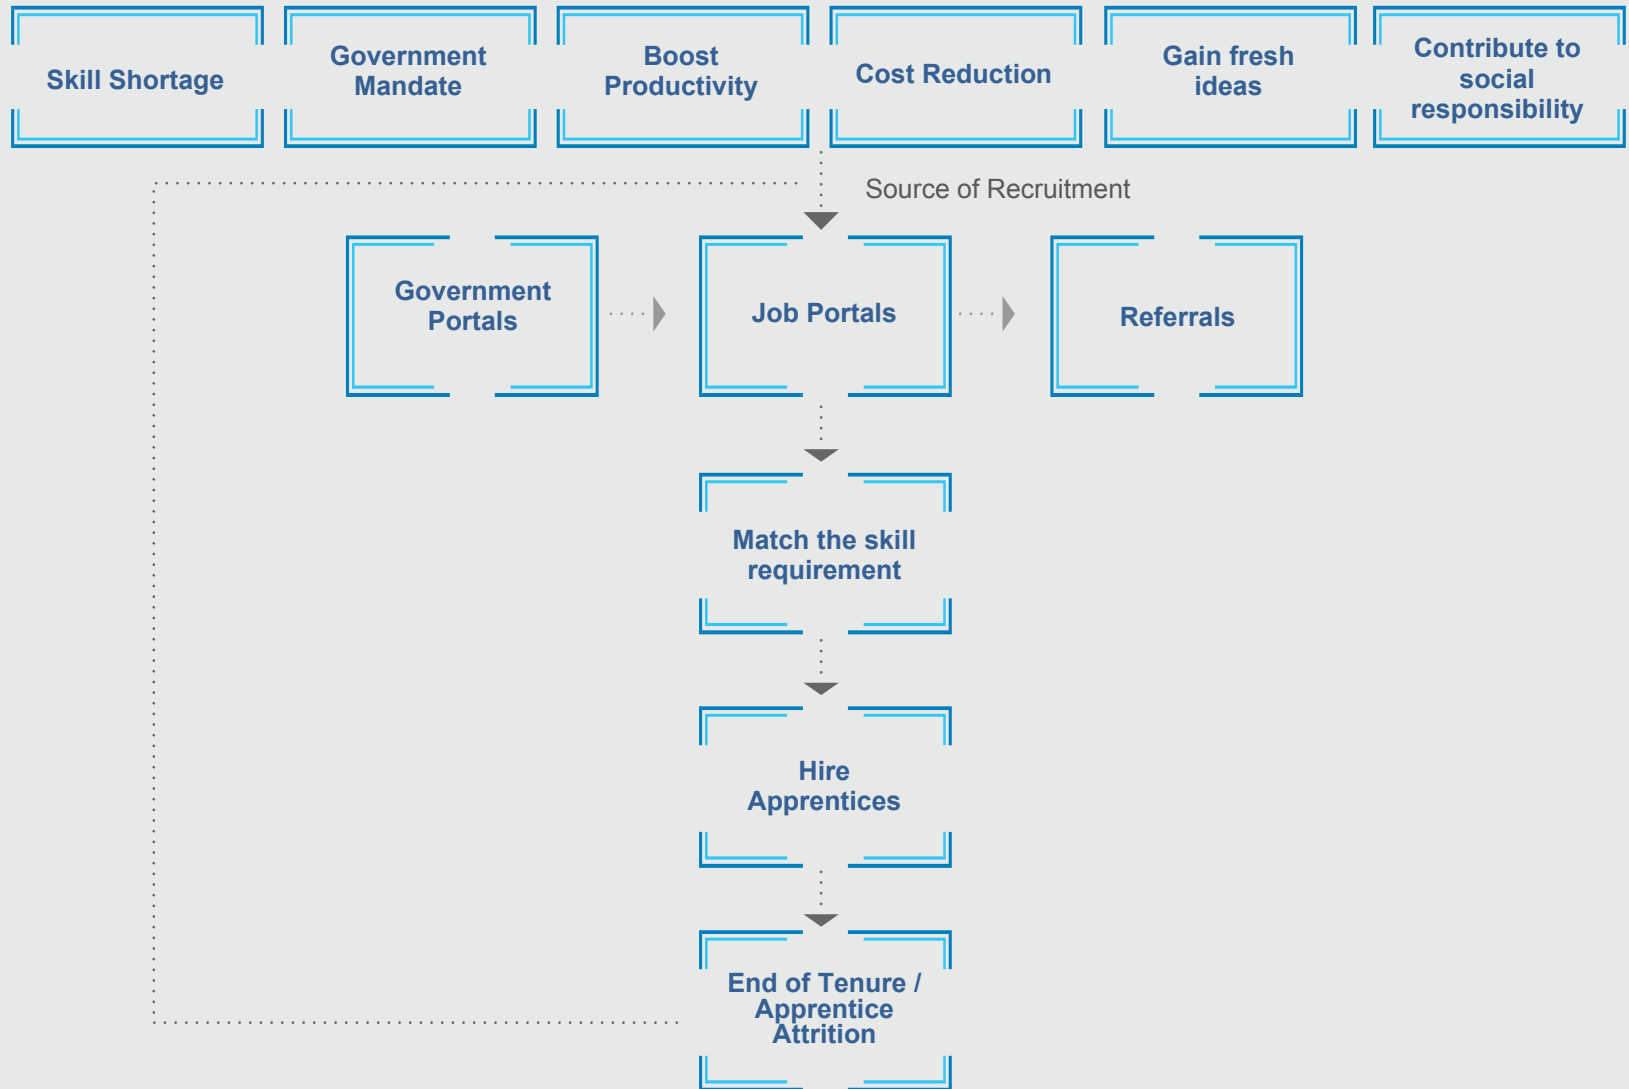 Skill Shortage
Government
Mandate
Boost
Productivity
Cost Reduction
Gain fresh
ideas
Contribute to
social
responsibility
Source of Recruitment
Government
Portals
Job Portals
Referrals
Match the skill
requirement
Hire
Apprentices
End of Tenure /
Apprentice
Attrition